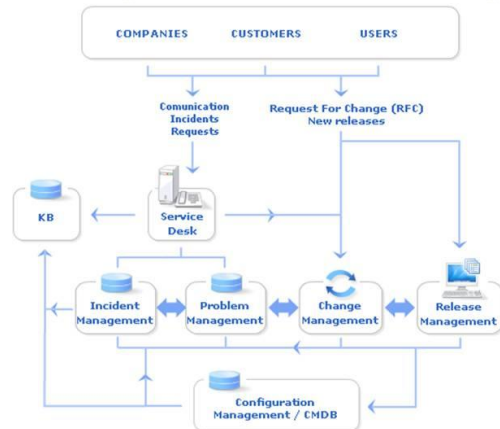 COMPANIES CUSTOMERS USERS
Comunication
Incidents
Requests
Request For Change (RFC)
New releases
KB
Service
Desk
Incident
Management
Problem
Management
Change
Management
Release
Management
Configuration
Management / CMDB